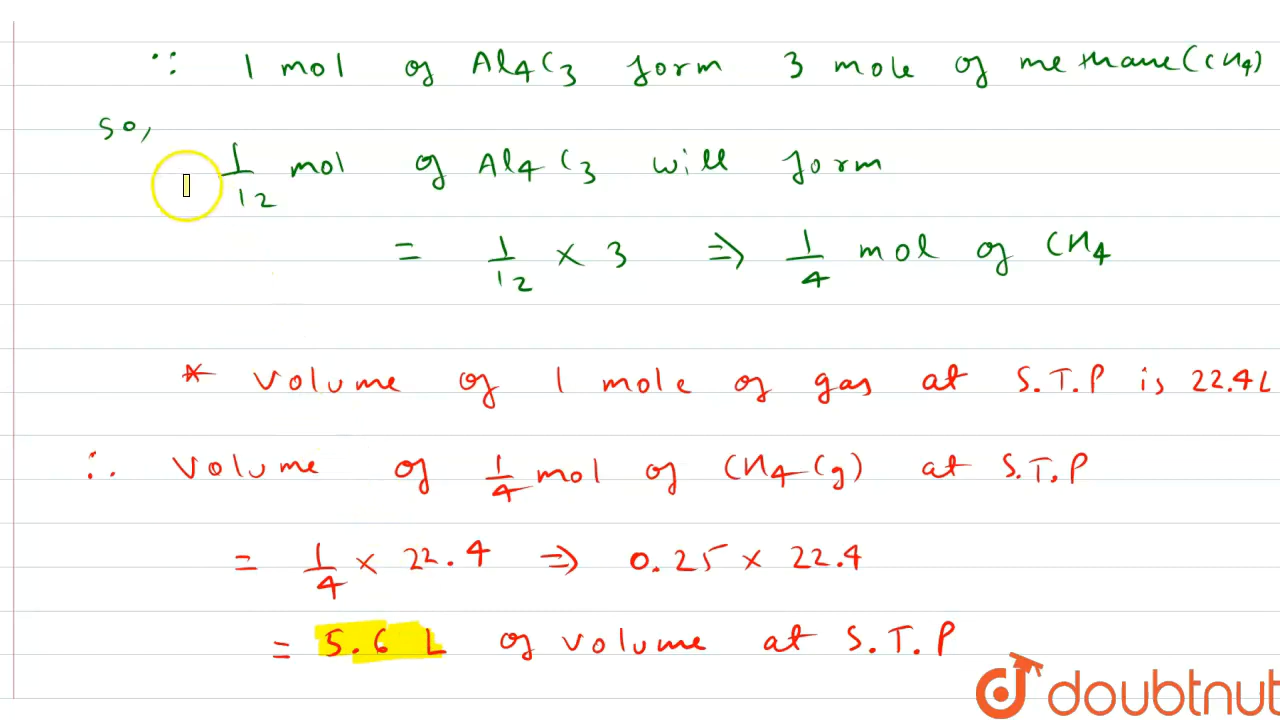 ∵ 1 mol of Al4C3 form 3 mole of methane(CH4)
so,
1/12 mol of Al4C3 will form
= 1/12 × 3 ⇒ 1/4 mol of CH4
* Volume of 1 mole of gas at S.T.P is 22.4L
∴ Volume of 1/4 mol of CH4(g) at S.T.P
= 1/4 × 22.4 ⇒ 0.25 × 22.4
= 5.6 L of volume at S.T.P
doubtnut